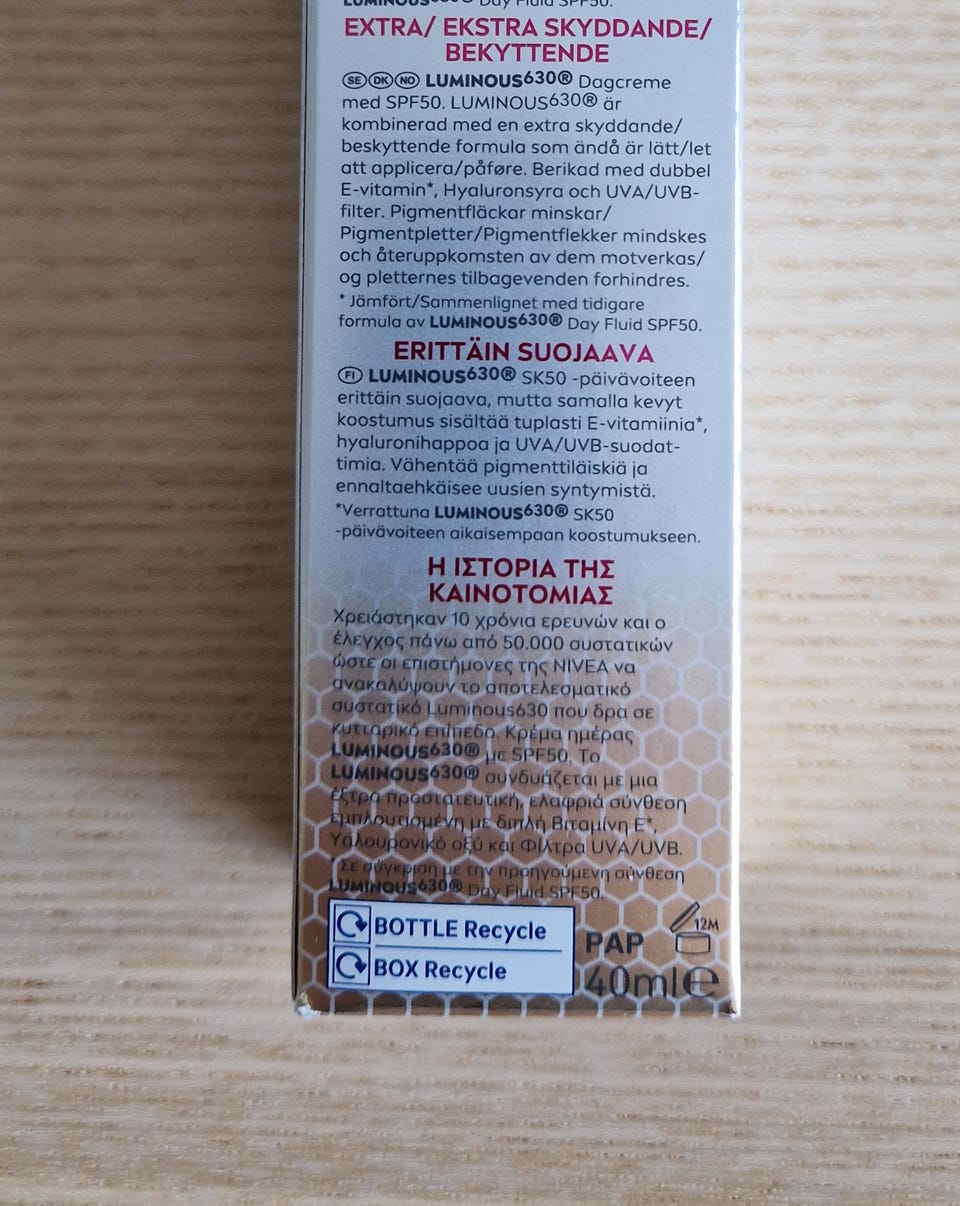 LUMINOUS630® Day Fluid SPF50.
EXTRA/ EKSTRA SKYDDANDE/
BEKYTTENDE
SE DK NO LUMINOUS630® Dagcreme
med SPF50. LUMINOUS630® är
kombinerad med en extra skyddande/
beskyttende formula som ändå är lätt/let
att applicera/påføre. Berikad med dubbel
E-vitamin*, Hyaluronsyra och UVA/UVB-
filter. Pigmentfläckar minskar/
Pigmentpletter/Pigmentflekker mindskes
och återuppkomsten av dem motverkas/
og pletternes tilbagevenden forhindres.
* Jämfört/Sammenlignet med tidigare
formula av LUMINOUS630® Day Fluid SPF50.
ERITTÄIN SUOJAAVA
FI LUMINOUS630® SK50 -päivävoiteen
erittäin suojaava, mutta samalla kevyt
koostumus sisältää tuplasti E-vitamiinia*,
hyaluronihappoa ja UVA/UVB-suodat-
timia. Vähentää pigmenttiläiskiä ja
ennaltaehkäisee uusien syntymistä.
*Verrattuna LUMINOUS630® SK50
-päivävoiteen aikaisempaan koostumukseen.
Η ΙΣΤΟΡΙΑ ΤΗΣ
ΚΑΙΝΟΤΟΜΙΑΣ
Χρειάστηκαν 10 χρόνια ερευνών και ο
έλεγχος πάνω από 50.000 συστατικών
ώστε οι επιστήμονες της NIVEA να
ανακαλύψουν το αποτελεσματικό
συστατικό Luminous630 που δρα σε
κυτταρικό επίπεδο. Κρέμα ημέρας
LUMINOUS630® με SPF50. Το
LUMINOUS630® συνδυάζεται με μια
έξτρα προστατευτική, ελαφριά σύνθεση
εμπλουτισμένη με διπλή Βιταμίνη Ε*,
Υαλουρονικό οξύ και Φίλτρα UVA/UVB.
* Σε σύγκριση με την προηγούμενη σύνθεση
LUMINOUS630® Day Fluid SPF50.
BOTTLE Recycle
BOX Recycle
PAP
12M
40ml℮